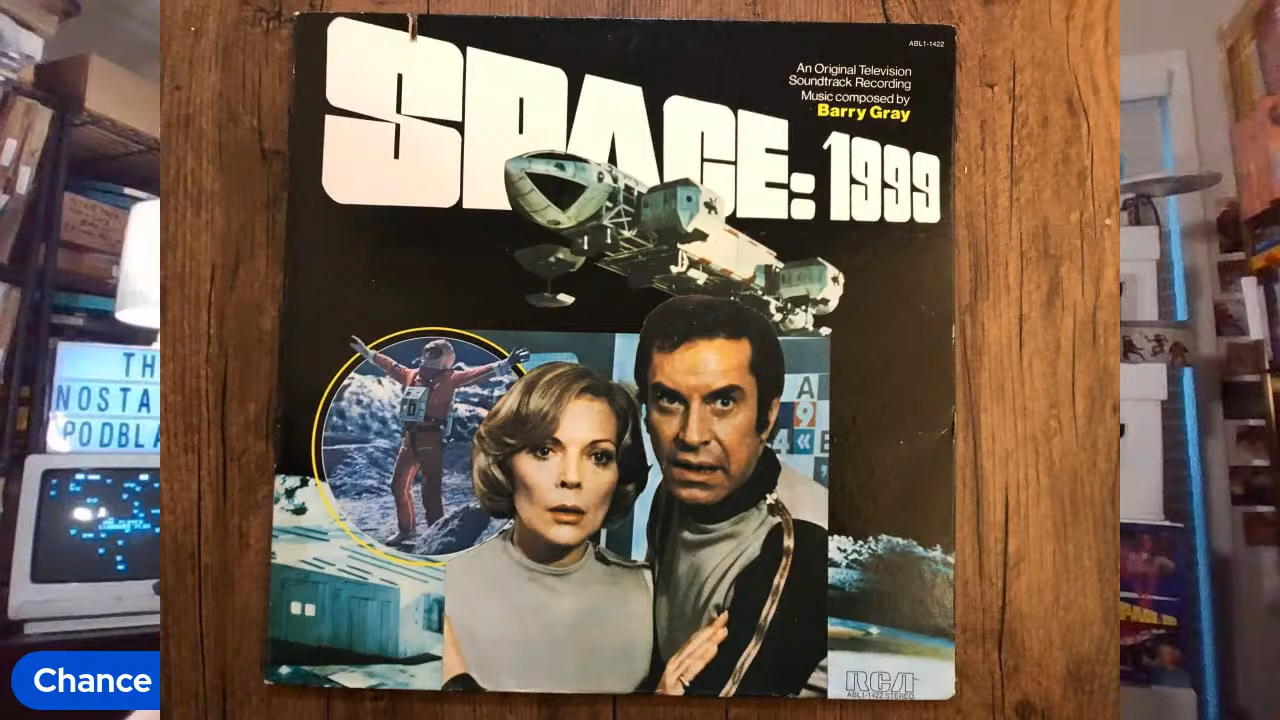 ABL1-1422
An Original Television
Soundtrack Recording
Music composed by
Barry Gray
SPACE: 1999
A
9
4 « E
TH
NOSTA
PODBLA
RCA
ABL1-1422 STEREO
Chance